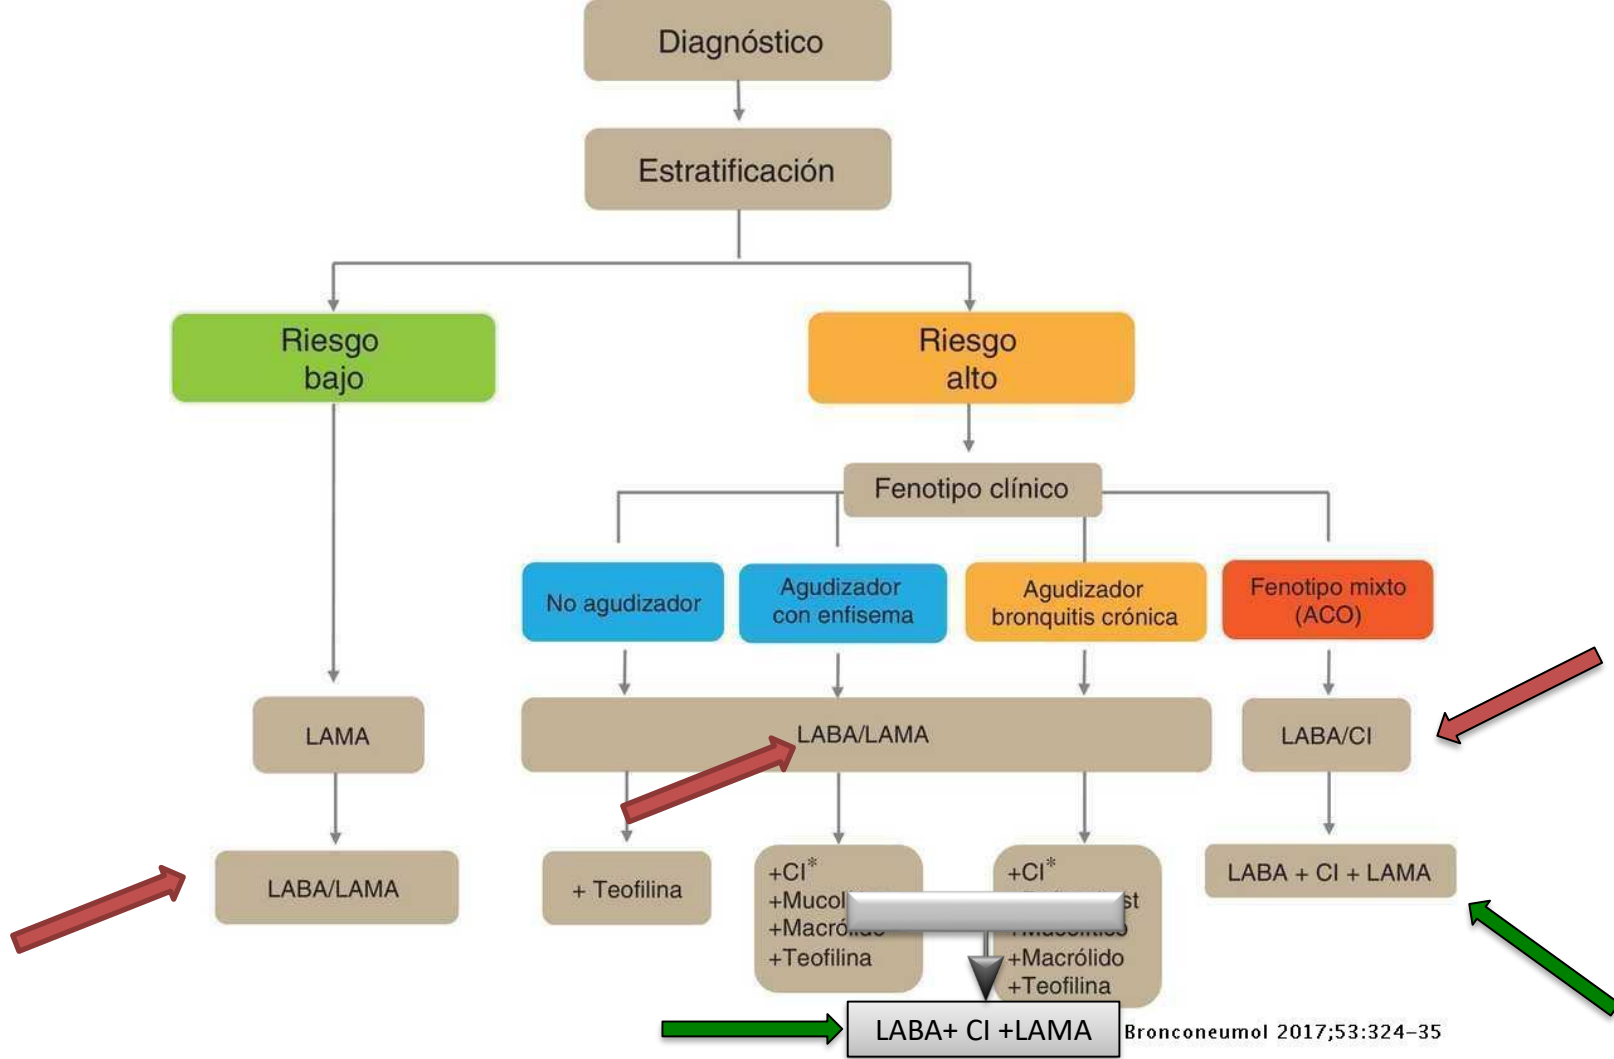 Diagnóstico
Estratificación
Riesgo
bajo
Riesgo
alto
Fenotipo clínico
No agudizador
Agudizador
con enfisema
Agudizador
bronquitis crónica
Fenotipo mixto
(ACO)
LAMA
LABA/LAMA
LABA/CI
LABA/LAMA
+ Teofilina
+CI*
+Macrólido
+Teofilina
+CI*
+Mucolítico
+Macrólido
+Teofilina
LABA + CI + LAMA
LABA+ CI +LAMA
Bronconeumol 2017;53:324–35